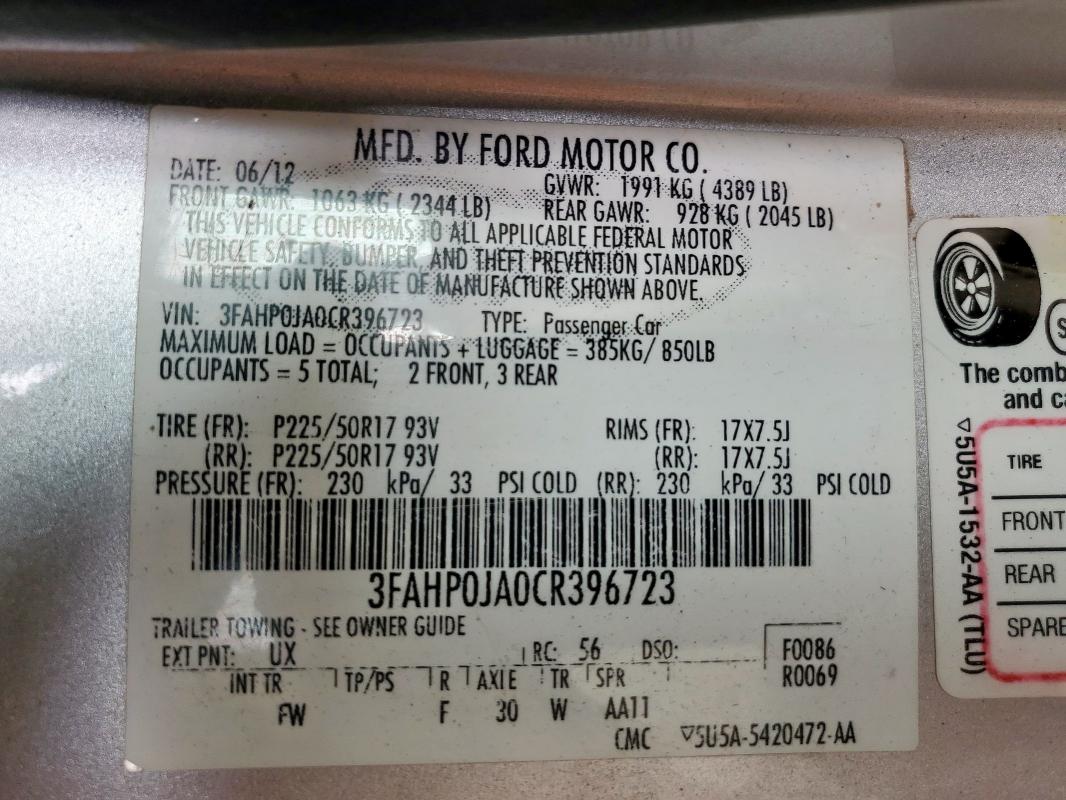 MFD. BY FORD MOTOR CO.
DATE: 06/12 GVWR: 1991 KG ( 4389 LB)
FRONT GAWR: 1063 KG ( 2344 LB) REAR GAWR: 928 KG ( 2045 LB)
THIS VEHICLE CONFORMS TO ALL APPLICABLE FEDERAL MOTOR
VEHICLE SAFETY, BUMPER, AND THEFT PREVENTION STANDARDS
IN EFFECT ON THE DATE OF MANUFACTURE SHOWN ABOVE.
VIN: 3FAHP0JA0CR396723 TYPE: Passenger Car
MAXIMUM LOAD = OCCUPANTS + LUGGAGE = 385KG/ 850LB
OCCUPANTS = 5 TOTAL; 2 FRONT, 3 REAR
TIRE (FR): P225/50R17 93V RIMS (FR): 17X7.5J
(RR): P225/50R17 93V (RR): 17X7.5J
PRESSURE (FR): 230 kPa/ 33 PSI COLD (RR): 230 kPa/ 33 PSI COLD
3FAHP0JA0CR396723
TRAILER TOWING - SEE OWNER GUIDE
EXT PNT: UX RC: 56 DSO: F0086
R0069
INT TR TP/PS R AXLE TR SPR
FW F 30 W AA11
CMC ▽5U5A-5420472-AA
The comb
and ca
▽5U5A-1532-AA (TLU)
TIRE
FRONT
REAR
SPARE